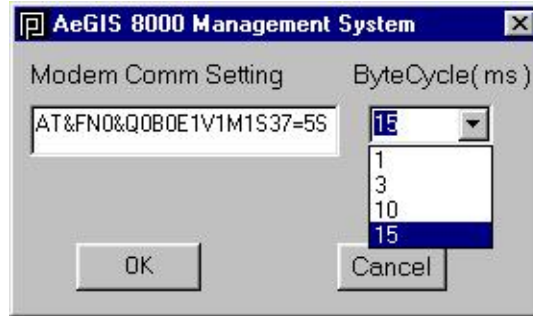 AeGIS 8000 Management System
Modem Comm Setting ByteCycle(ms)
AT&FN0&Q0B0E1V1M1S37=5S 15
1
3
10
15
OK Cancel